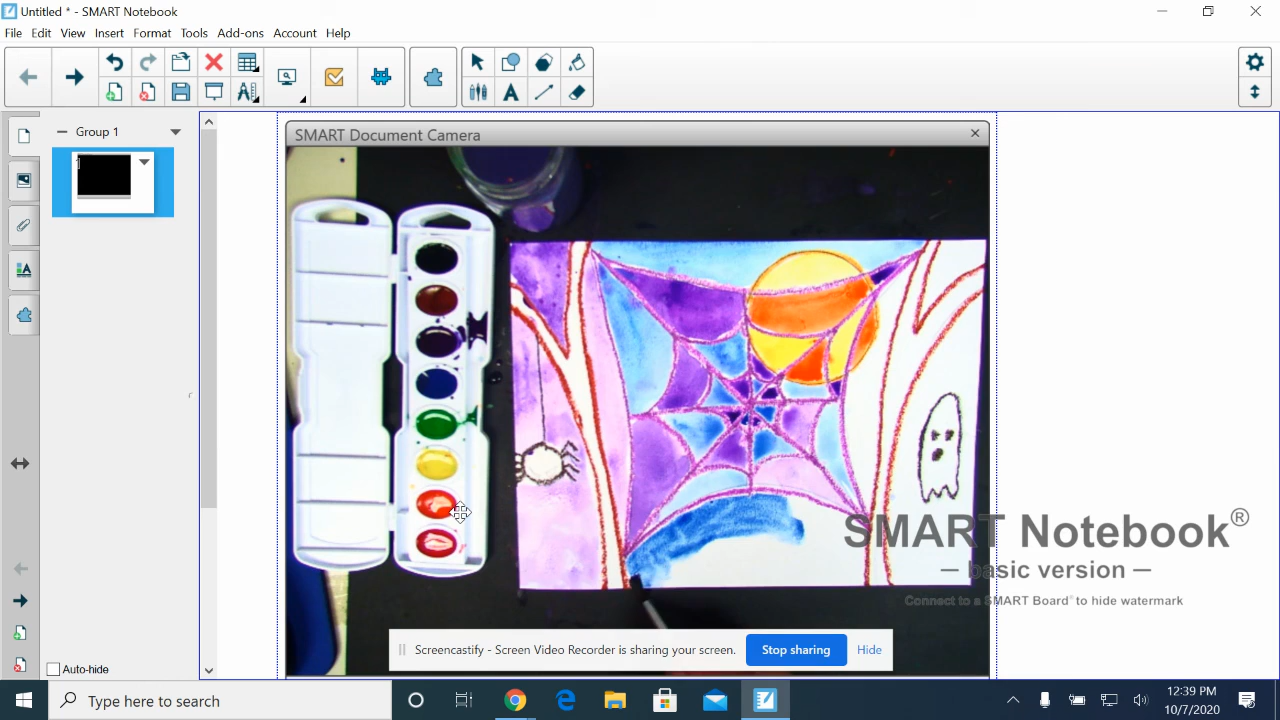 Untitled * - SMART Notebook
File Edit View Insert Format Tools Add-ons Account Help
Group 1
SMART Document Camera
1
SMART Notebook®
— basic version —
Connect to a SMART Board® to hide watermark
Screencastify - Screen Video Recorder is sharing your screen. Stop sharing Hide
Auto-hide
Type here to search
12:39 PM
10/7/2020